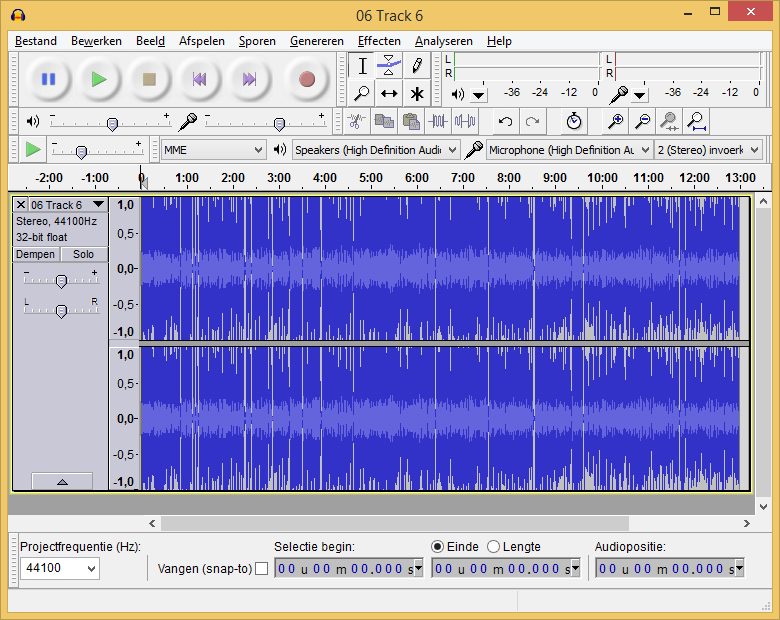 06 Track 6
Bestand Bewerken Beeld Afspelen Sporen Genereren Effecten Analyseren Help
L
R
-36 -24 -12 0
L
R
-36 -24 -12 0
- +
- +
- +
MME
Speakers (High Definition Audi
Microphone (High Definition Au
2 (Stereo) invoerk
-2:00 -1:00 0 1:00 2:00 3:00 4:00 5:00 6:00 7:00 8:00 9:00 10:00 11:00 12:00 13:00
06 Track 6
Stereo, 44100Hz
32-bit float
Dempen Solo
- +
L R
1,0
0,5-
0,0-
-0,5-
-1,0
1,0
0,5-
0,0-
-0,5-
-1,0
Projectfrequentie (Hz):
44100
Vangen (snap-to)
Selectie begin:
00 u 00 m 00.000 s
Einde Lengte
00 u 00 m 00.000 s
Audiopositie:
00 u 00 m 00.000 s